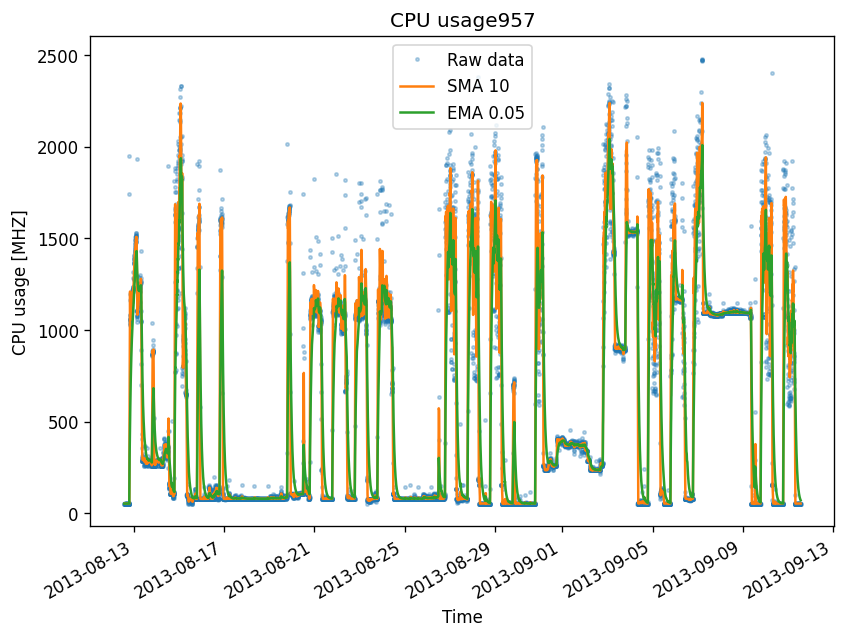 CPU usage957
Raw data
SMA 10
EMA 0.05
CPU usage [MHZ]
2500
2000
1500
1000
500
0
2013-08-13
2013-08-17
2013-08-21
2013-08-25
2013-08-29
2013-09-01
2013-09-05
2013-09-09
2013-09-13
Time